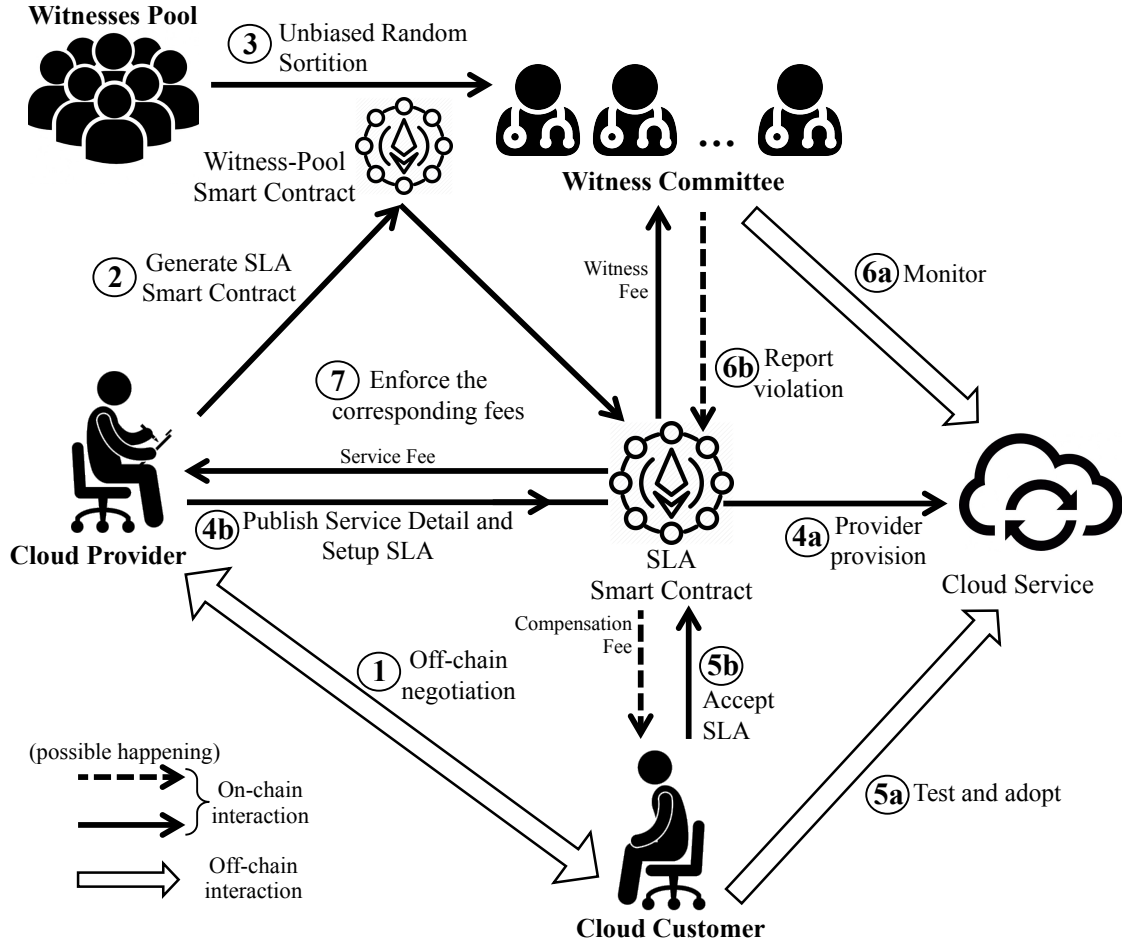 Witnesses Pool
3 Unbiased Random
Sortition
Witness-Pool
Smart Contract
...
Witness Committee
2 Generate SLA
Smart Contract
Witness
Fee
6a Monitor
6b Report
violation
7 Enforce the
corresponding fees
Service Fee
4b Publish Service Detail and
Setup SLA
Cloud Provider
SLA
Smart Contract
4a Provider
provision
Cloud Service
Compensation
Fee
5b
Accept
SLA
1 Off-chain
negotiation
(possible happening)
On-chain
interaction
Off-chain
interaction
5a Test and adopt
Cloud Customer